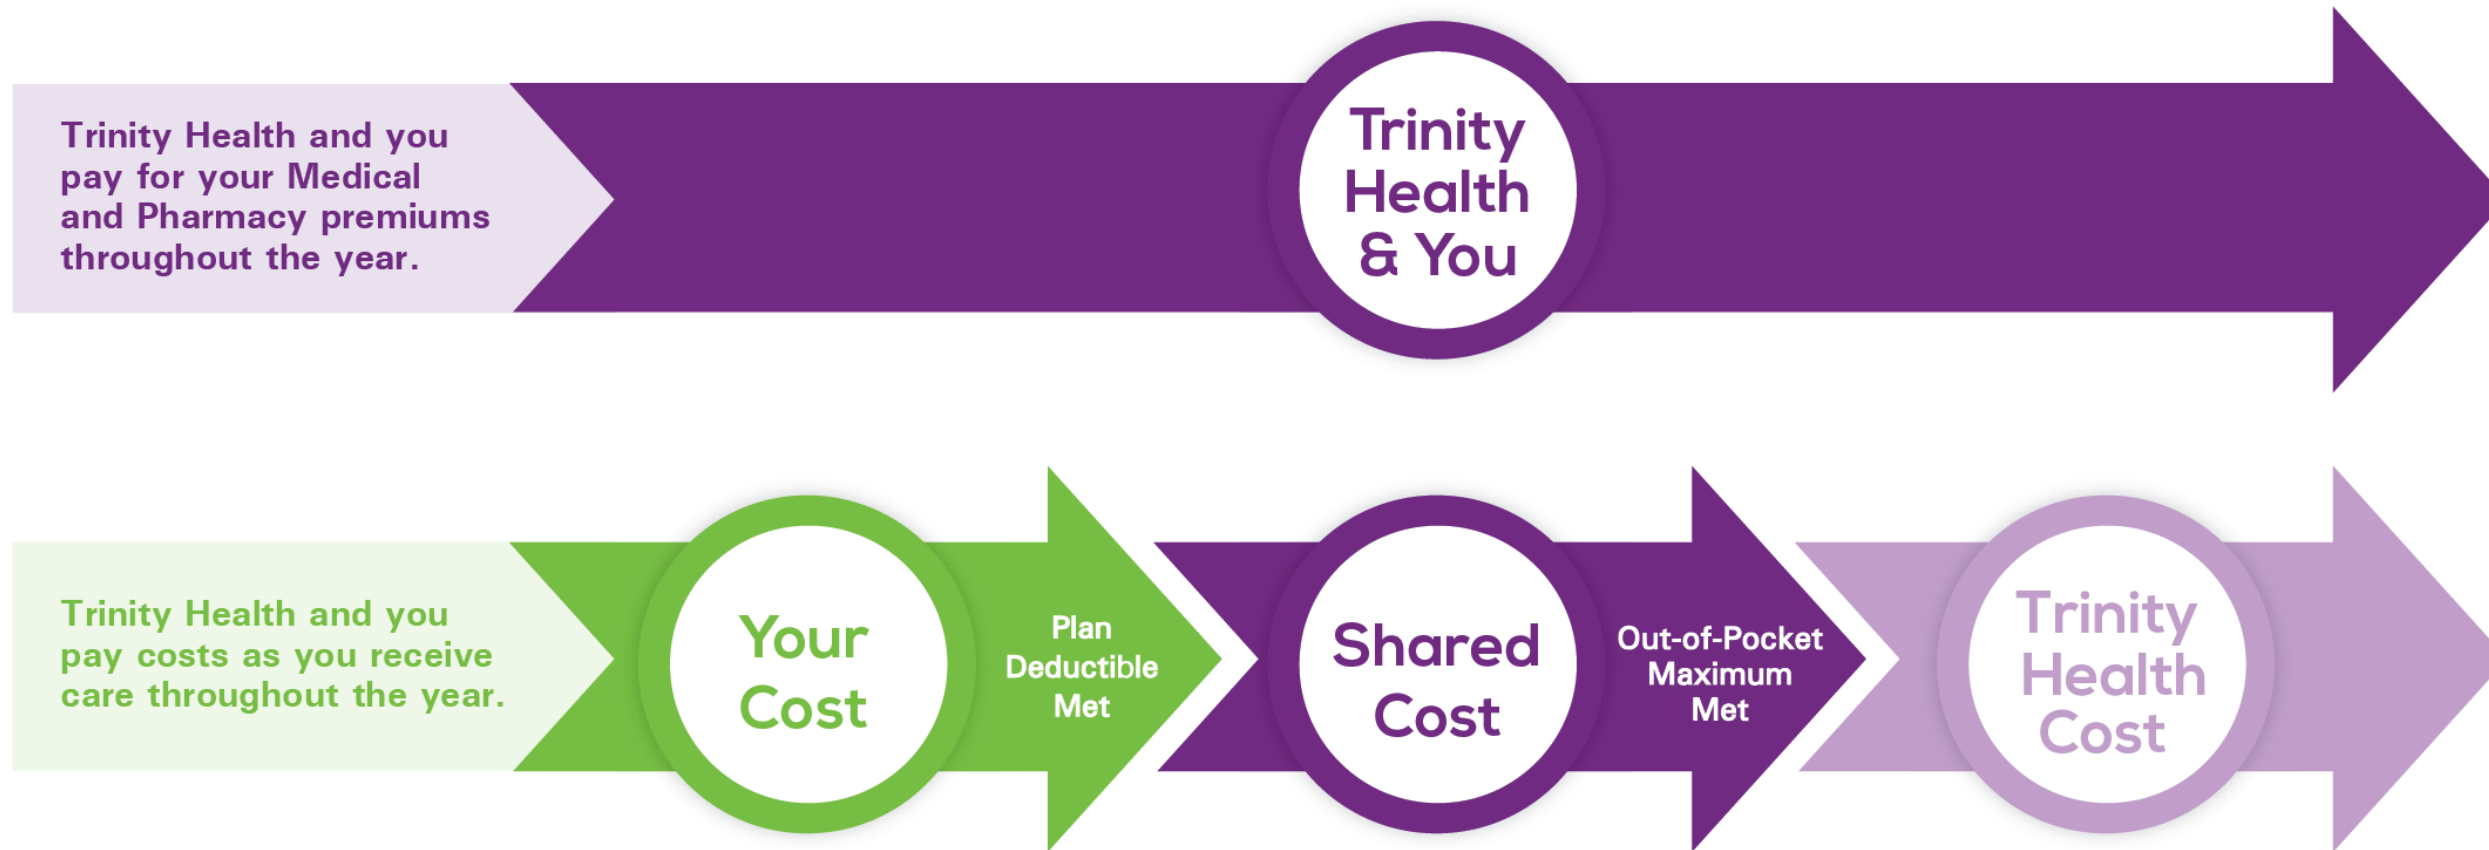 Trinity Health and you
pay for your Medical
and Pharmacy premiums
throughout the year.
Trinity
Health
& You
Trinity Health and you
pay costs as you receive
care throughout the year.
Your
Cost
Plan
Deductible
Met
Shared
Cost
Out-of-Pocket
Maximum
Met
Trinity
Health
Cost